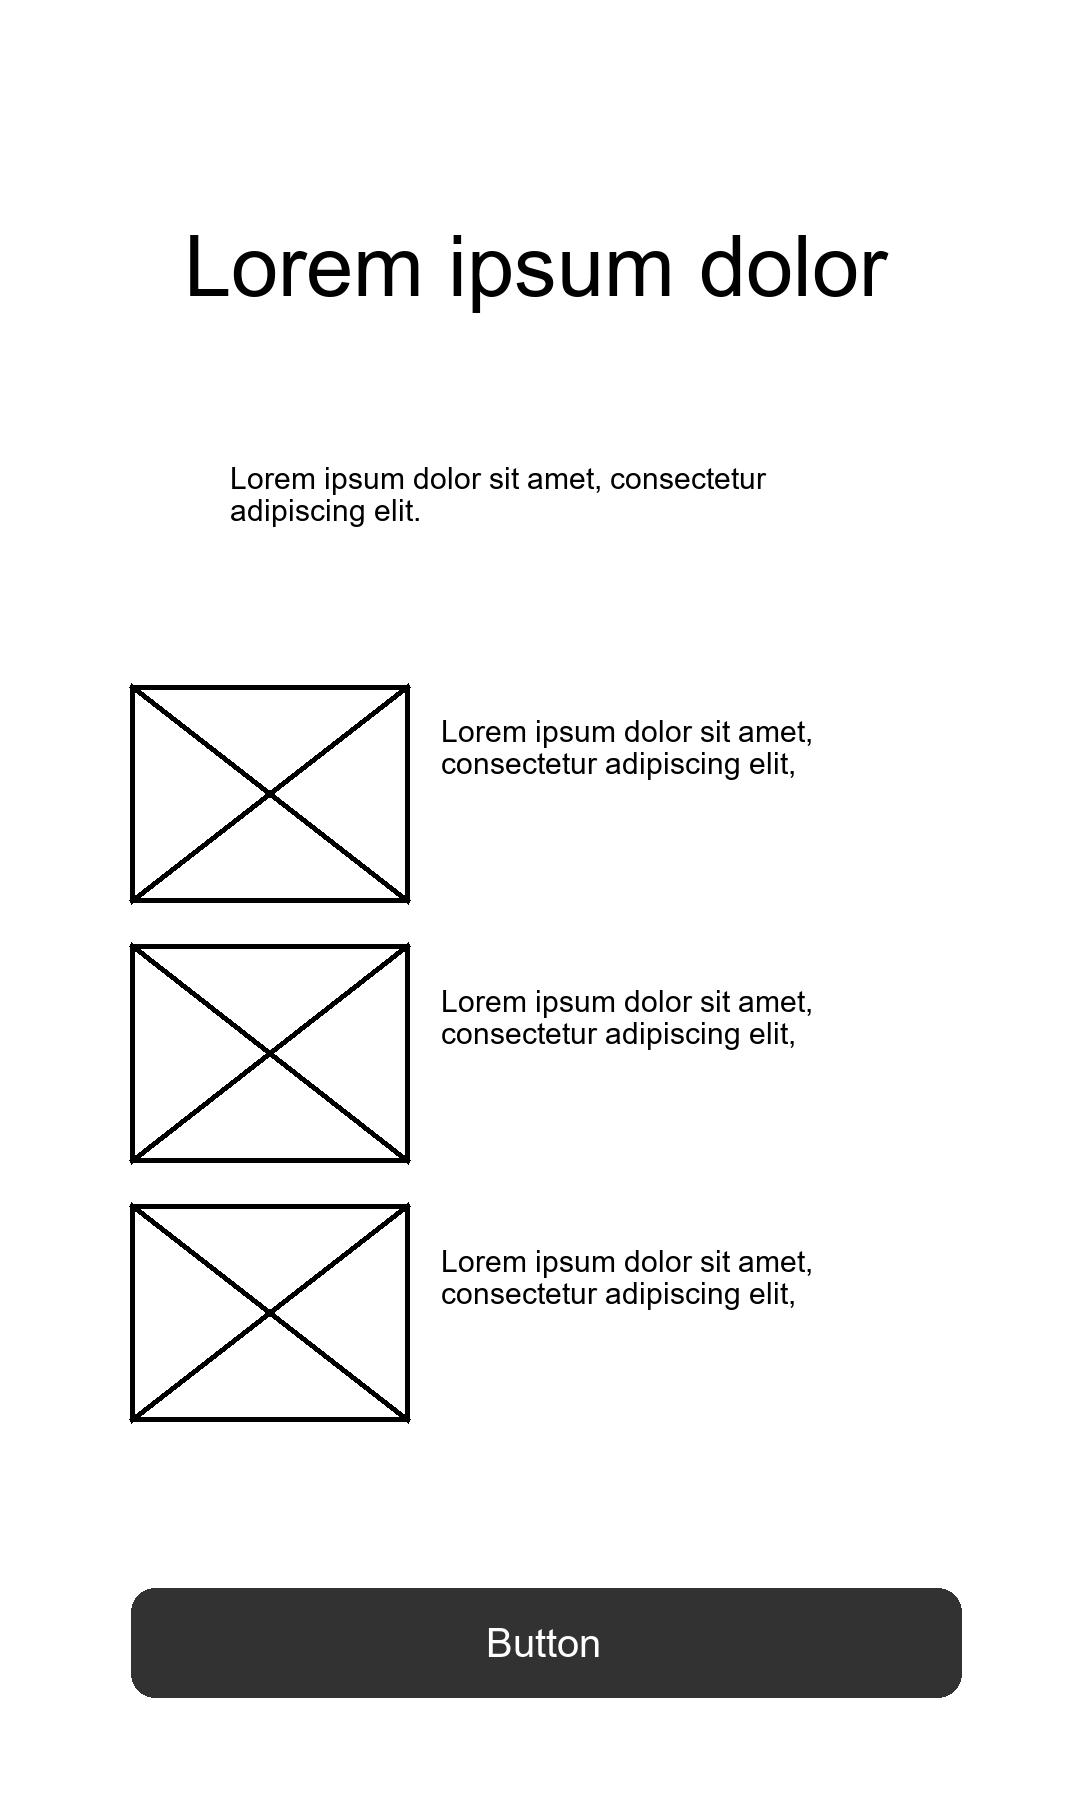 Lorem ipsum dolor
Lorem ipsum dolor sit amet, consectetur
adipiscing elit.
Lorem ipsum dolor sit amet,
consectetur adipiscing elit,
Lorem ipsum dolor sit amet,
consectetur adipiscing elit,
Lorem ipsum dolor sit amet,
consectetur adipiscing elit,
Button